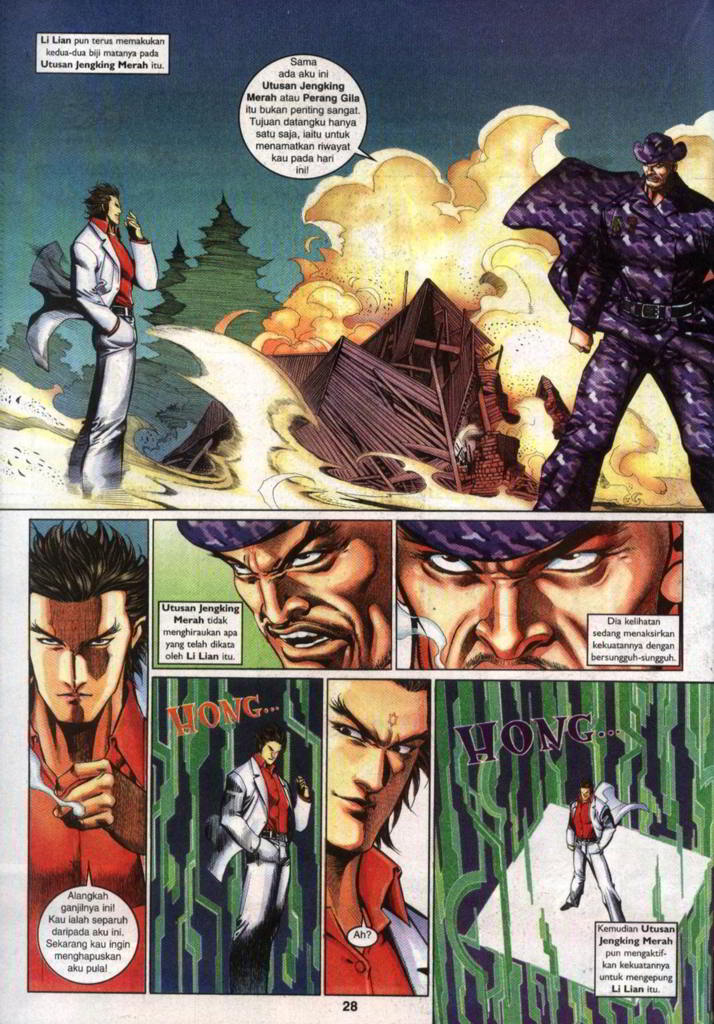 Li Lian pun terus memakukan
kedua-dua biji matanya pada
Utusan Jengking Merah itu.
Sama
ada aku ini
Utusan Jengking
Merah atau Perang Gila
itu bukan penting sangat.
Tujuan datangku hanya
satu saja, iaitu untuk
menamatkan riwayat
kau pada hari
ini!
Utusan Jengking
Merah tidak
menghiraukan apa
yang telah dikata
oleh Li Lian itu.
Dia kelihatan
sedang menaksirkan
kekuatannya dengan
bersungguh-sungguh.
Alangkah
ganjilnya ini!
Kau ialah separuh
daripada aku ini.
Sekarang kau ingin
menghapuskan
aku pula!
HONG...
Ah?
HONG...
Kemudian Utusan
Jengking Merah
pun mengaktif-
kan kekuatannya
untuk mengepung
Li Lian itu.
28